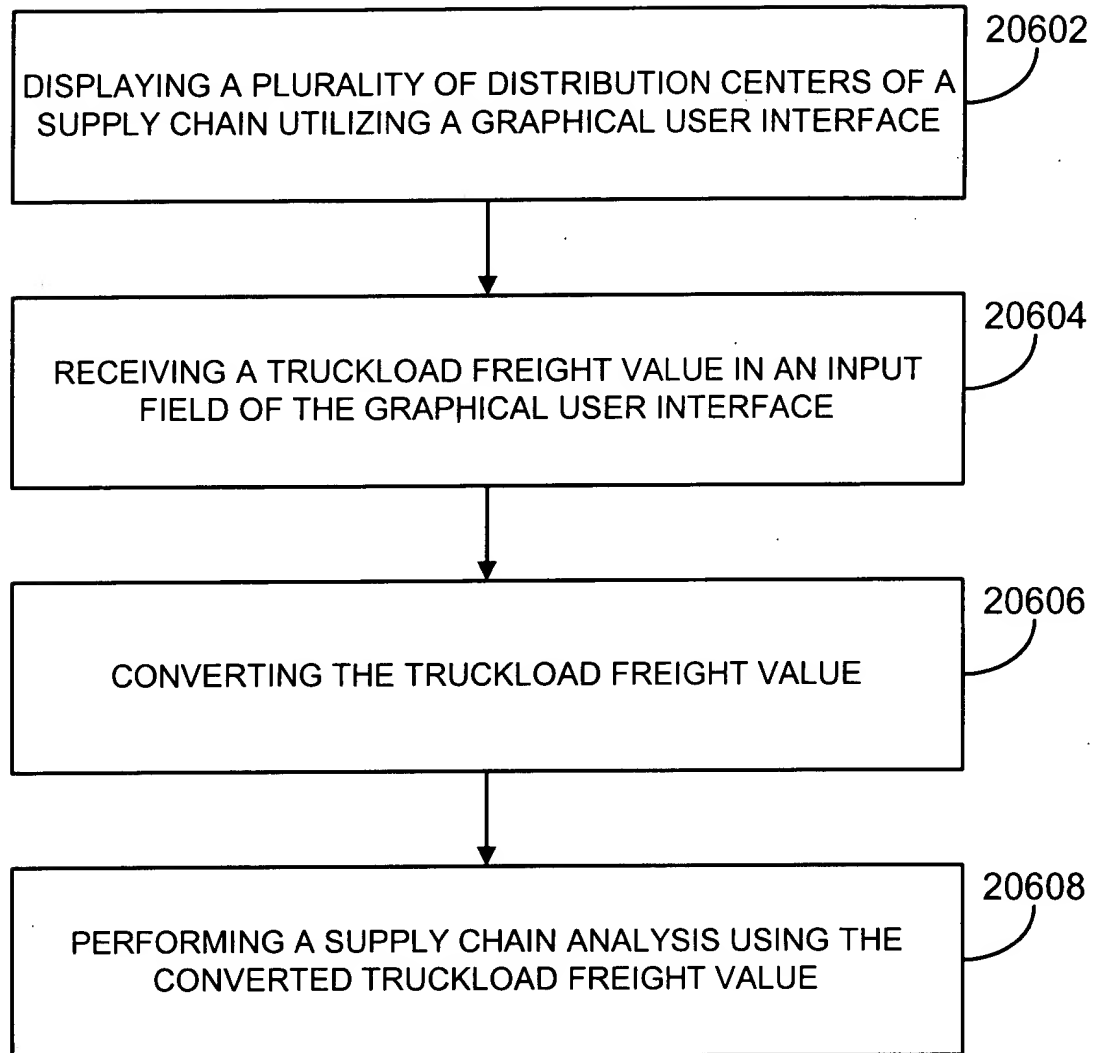 20602
DISPLAYING A PLURALITY OF DISTRIBUTION CENTERS OF A
SUPPLY CHAIN UTILIZING A GRAPHICAL USER INTERFACE
20604
RECEIVING A TRUCKLOAD FREIGHT VALUE IN AN INPUT
FIELD OF THE GRAPHICAL USER INTERFACE
20606
CONVERTING THE TRUCKLOAD FREIGHT VALUE
20608
PERFORMING A SUPPLY CHAIN ANALYSIS USING THE
CONVERTED TRUCKLOAD FREIGHT VALUE